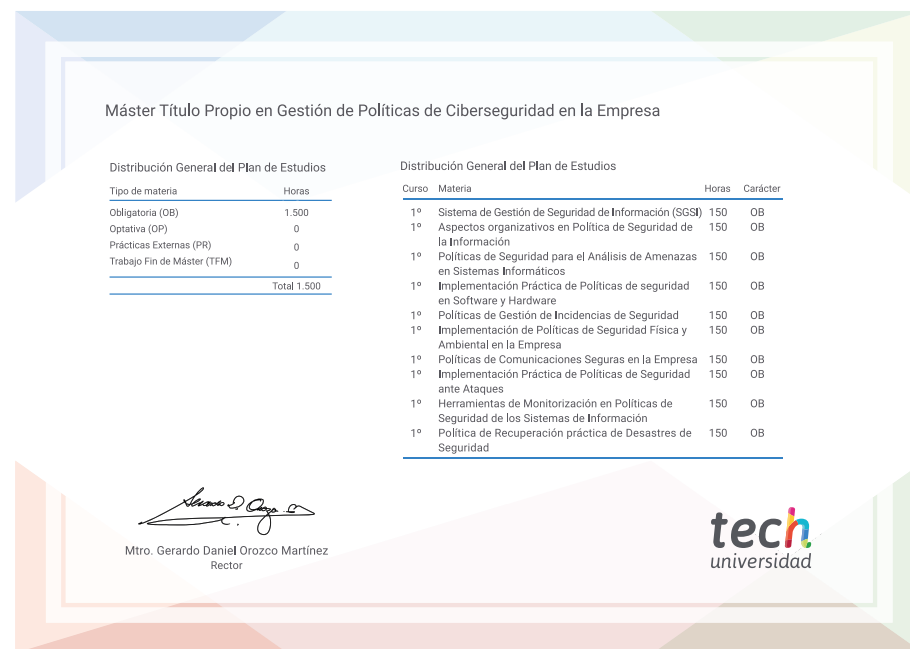 Máster Título Propio en Gestión de Políticas de Ciberseguridad en la Empresa
Distribución General del Plan de Estudios
Tipo de materia Horas
Obligatoria (OB) 1.500
Optativa (OP) 0
Prácticas Externas (PR) 0
Trabajo Fin de Máster (TFM) 0
Total 1.500
Distribución General del Plan de Estudios
Curso Materia Horas Carácter
1º Sistema de Gestión de Seguridad de Información (SGSI) 150 OB
1º Aspectos organizativos en Política de Seguridad de 150 OB
la Información
1º Políticas de Seguridad para el Análisis de Amenazas 150 OB
en Sistemas Informáticos
1º Implementación Práctica de Políticas de seguridad 150 OB
en Software y Hardware
1º Políticas de Gestión de Incidencias de Seguridad 150 OB
1º Implementación de Políticas de Seguridad Física y 150 OB
Ambiental en la Empresa
1º Políticas de Comunicaciones Seguras en la Empresa 150 OB
1º Implementación Práctica de Políticas de Seguridad 150 OB
ante Ataques
1º Herramientas de Monitorización en Políticas de 150 OB
Seguridad de los Sistemas de Información
1º Política de Recuperación práctica de Desastres de 150 OB
Seguridad
Mtro. Gerardo Daniel Orozco Martínez
Rector
tech
universidad